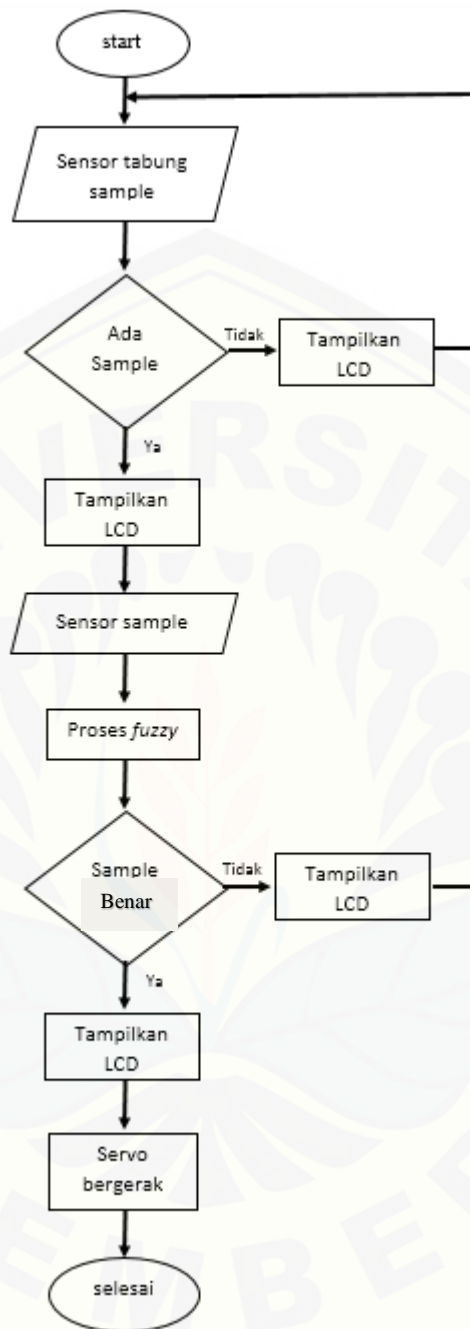 start
Sensor tabung
sample
Ada
Sample
Tidak
Tampilkan
LCD
Ya
Tampilkan
LCD
Sensor sample
Proses fuzzy
Sample
Benar
Tidak
Tampilkan
LCD
Ya
Tampilkan
LCD
Servo
bergerak
selesai